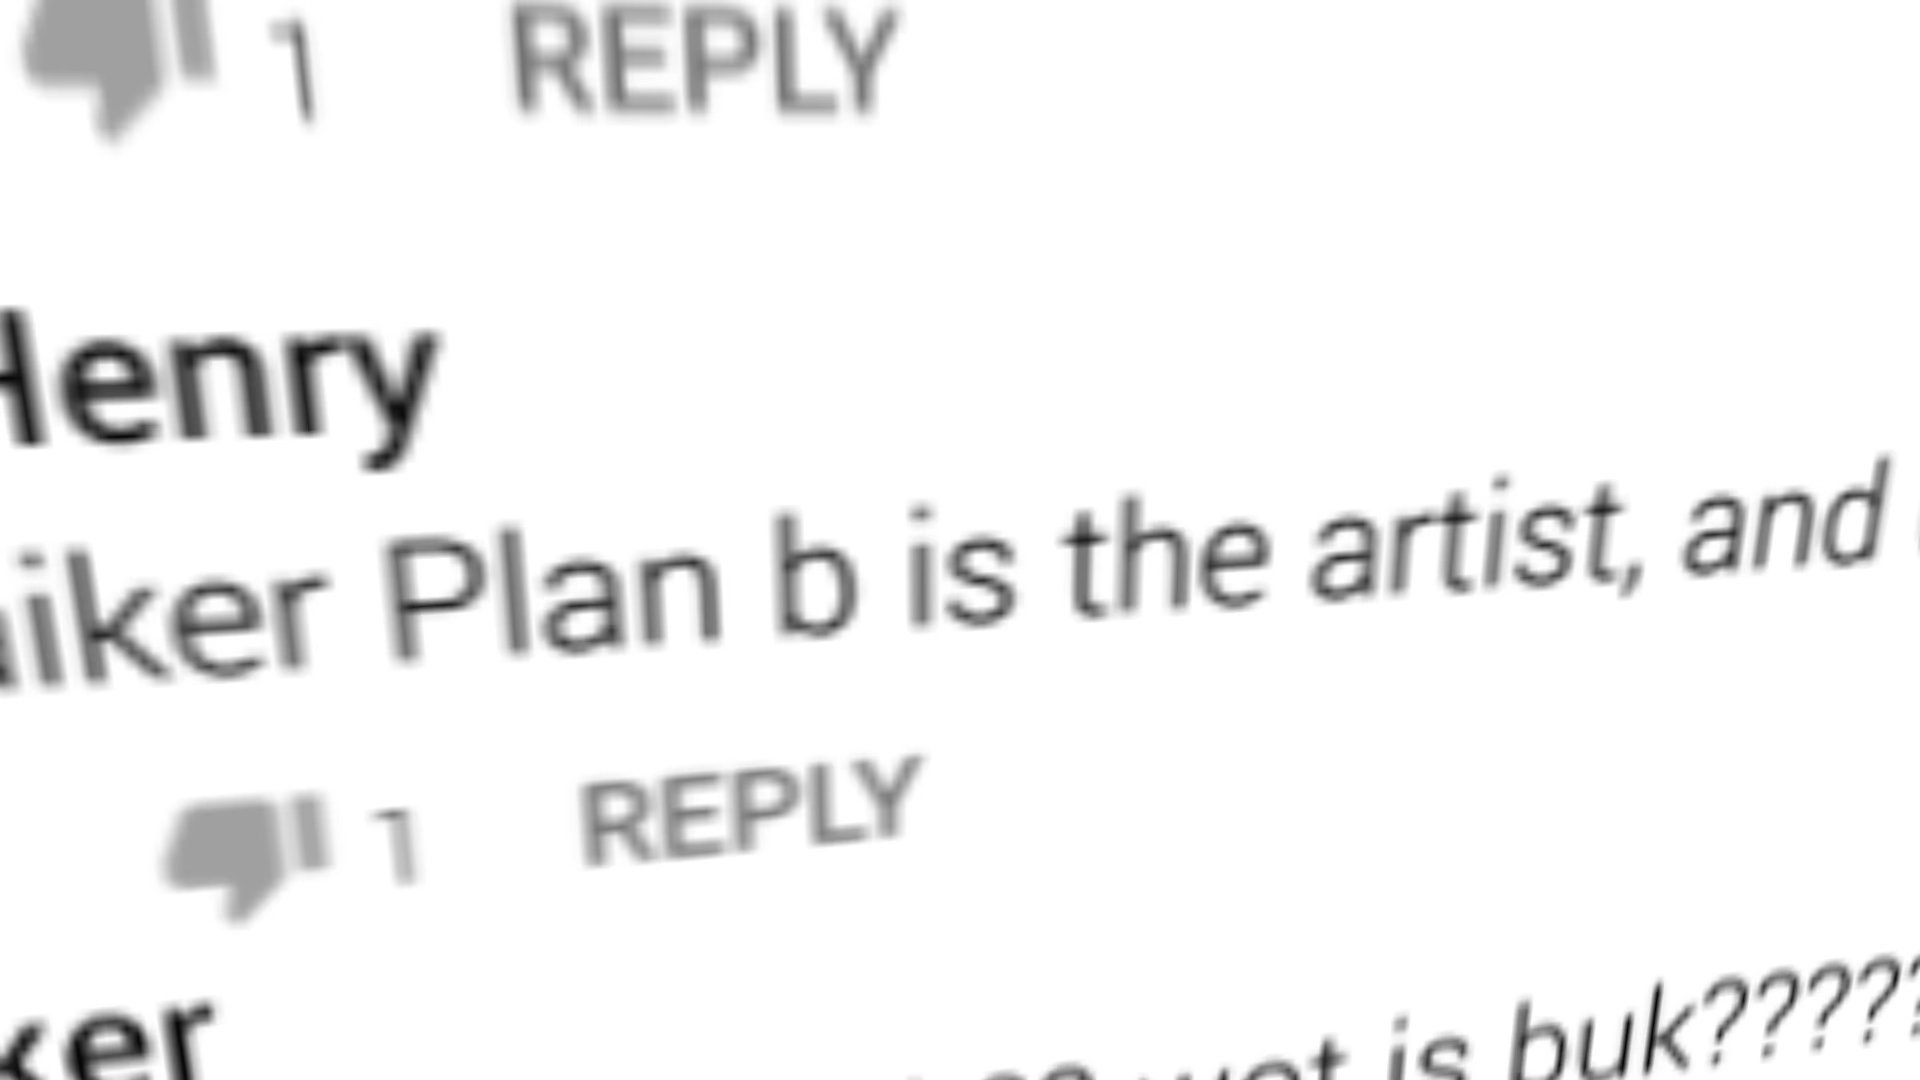 1 REPLY
Henry
iker Plan b is the artist, and
1 REPLY
ker
is buk?????